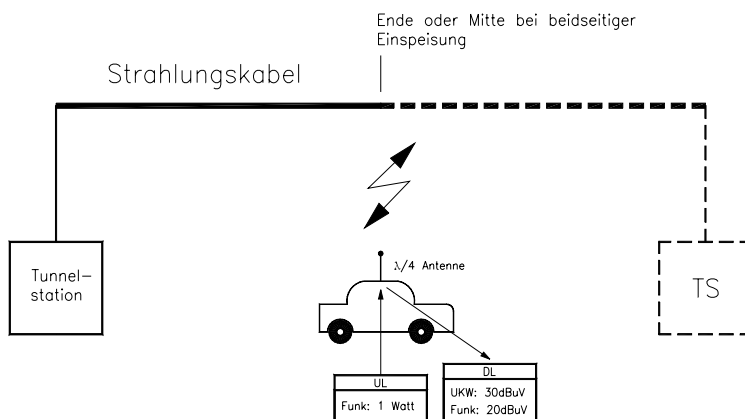 Ende oder Mitte bei beidseitiger
Einspeisung
Strahlungskabel
λ/4 Antenne
Tunnel-
station
TS
UL
Funk: 1 Watt
DL
UKW: 30dBuV
Funk: 20dBuV